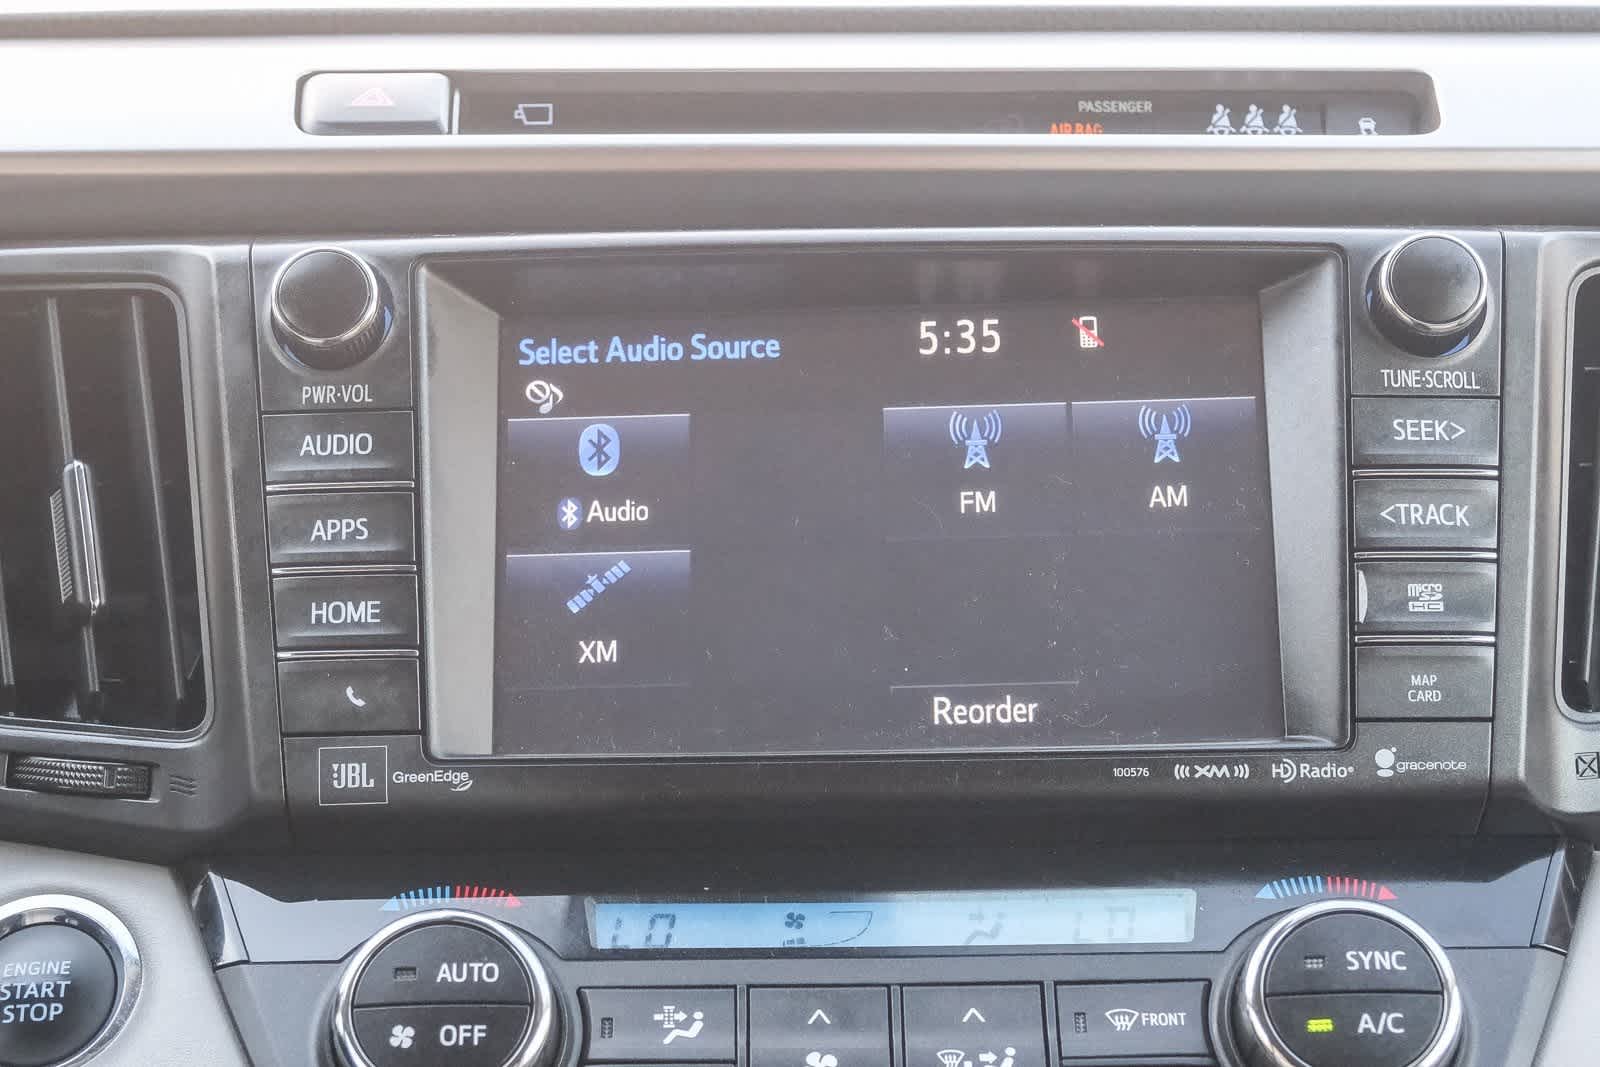 PASSENGER
AIR BAG
Select Audio Source
5:35
PWR·VOL
TUNE·SCROLL
AUDIO
SEEK>
Audio
FM
AM
APPS
<TRACK
HOME
micro
SD
HC
XM
MAP
CARD
Reorder
JBL
GreenEdge
100576
XM
HD Radio®
gracenote
LO
LO
ENGINE
START
STOP
AUTO
OFF
FRONT
SYNC
A/C